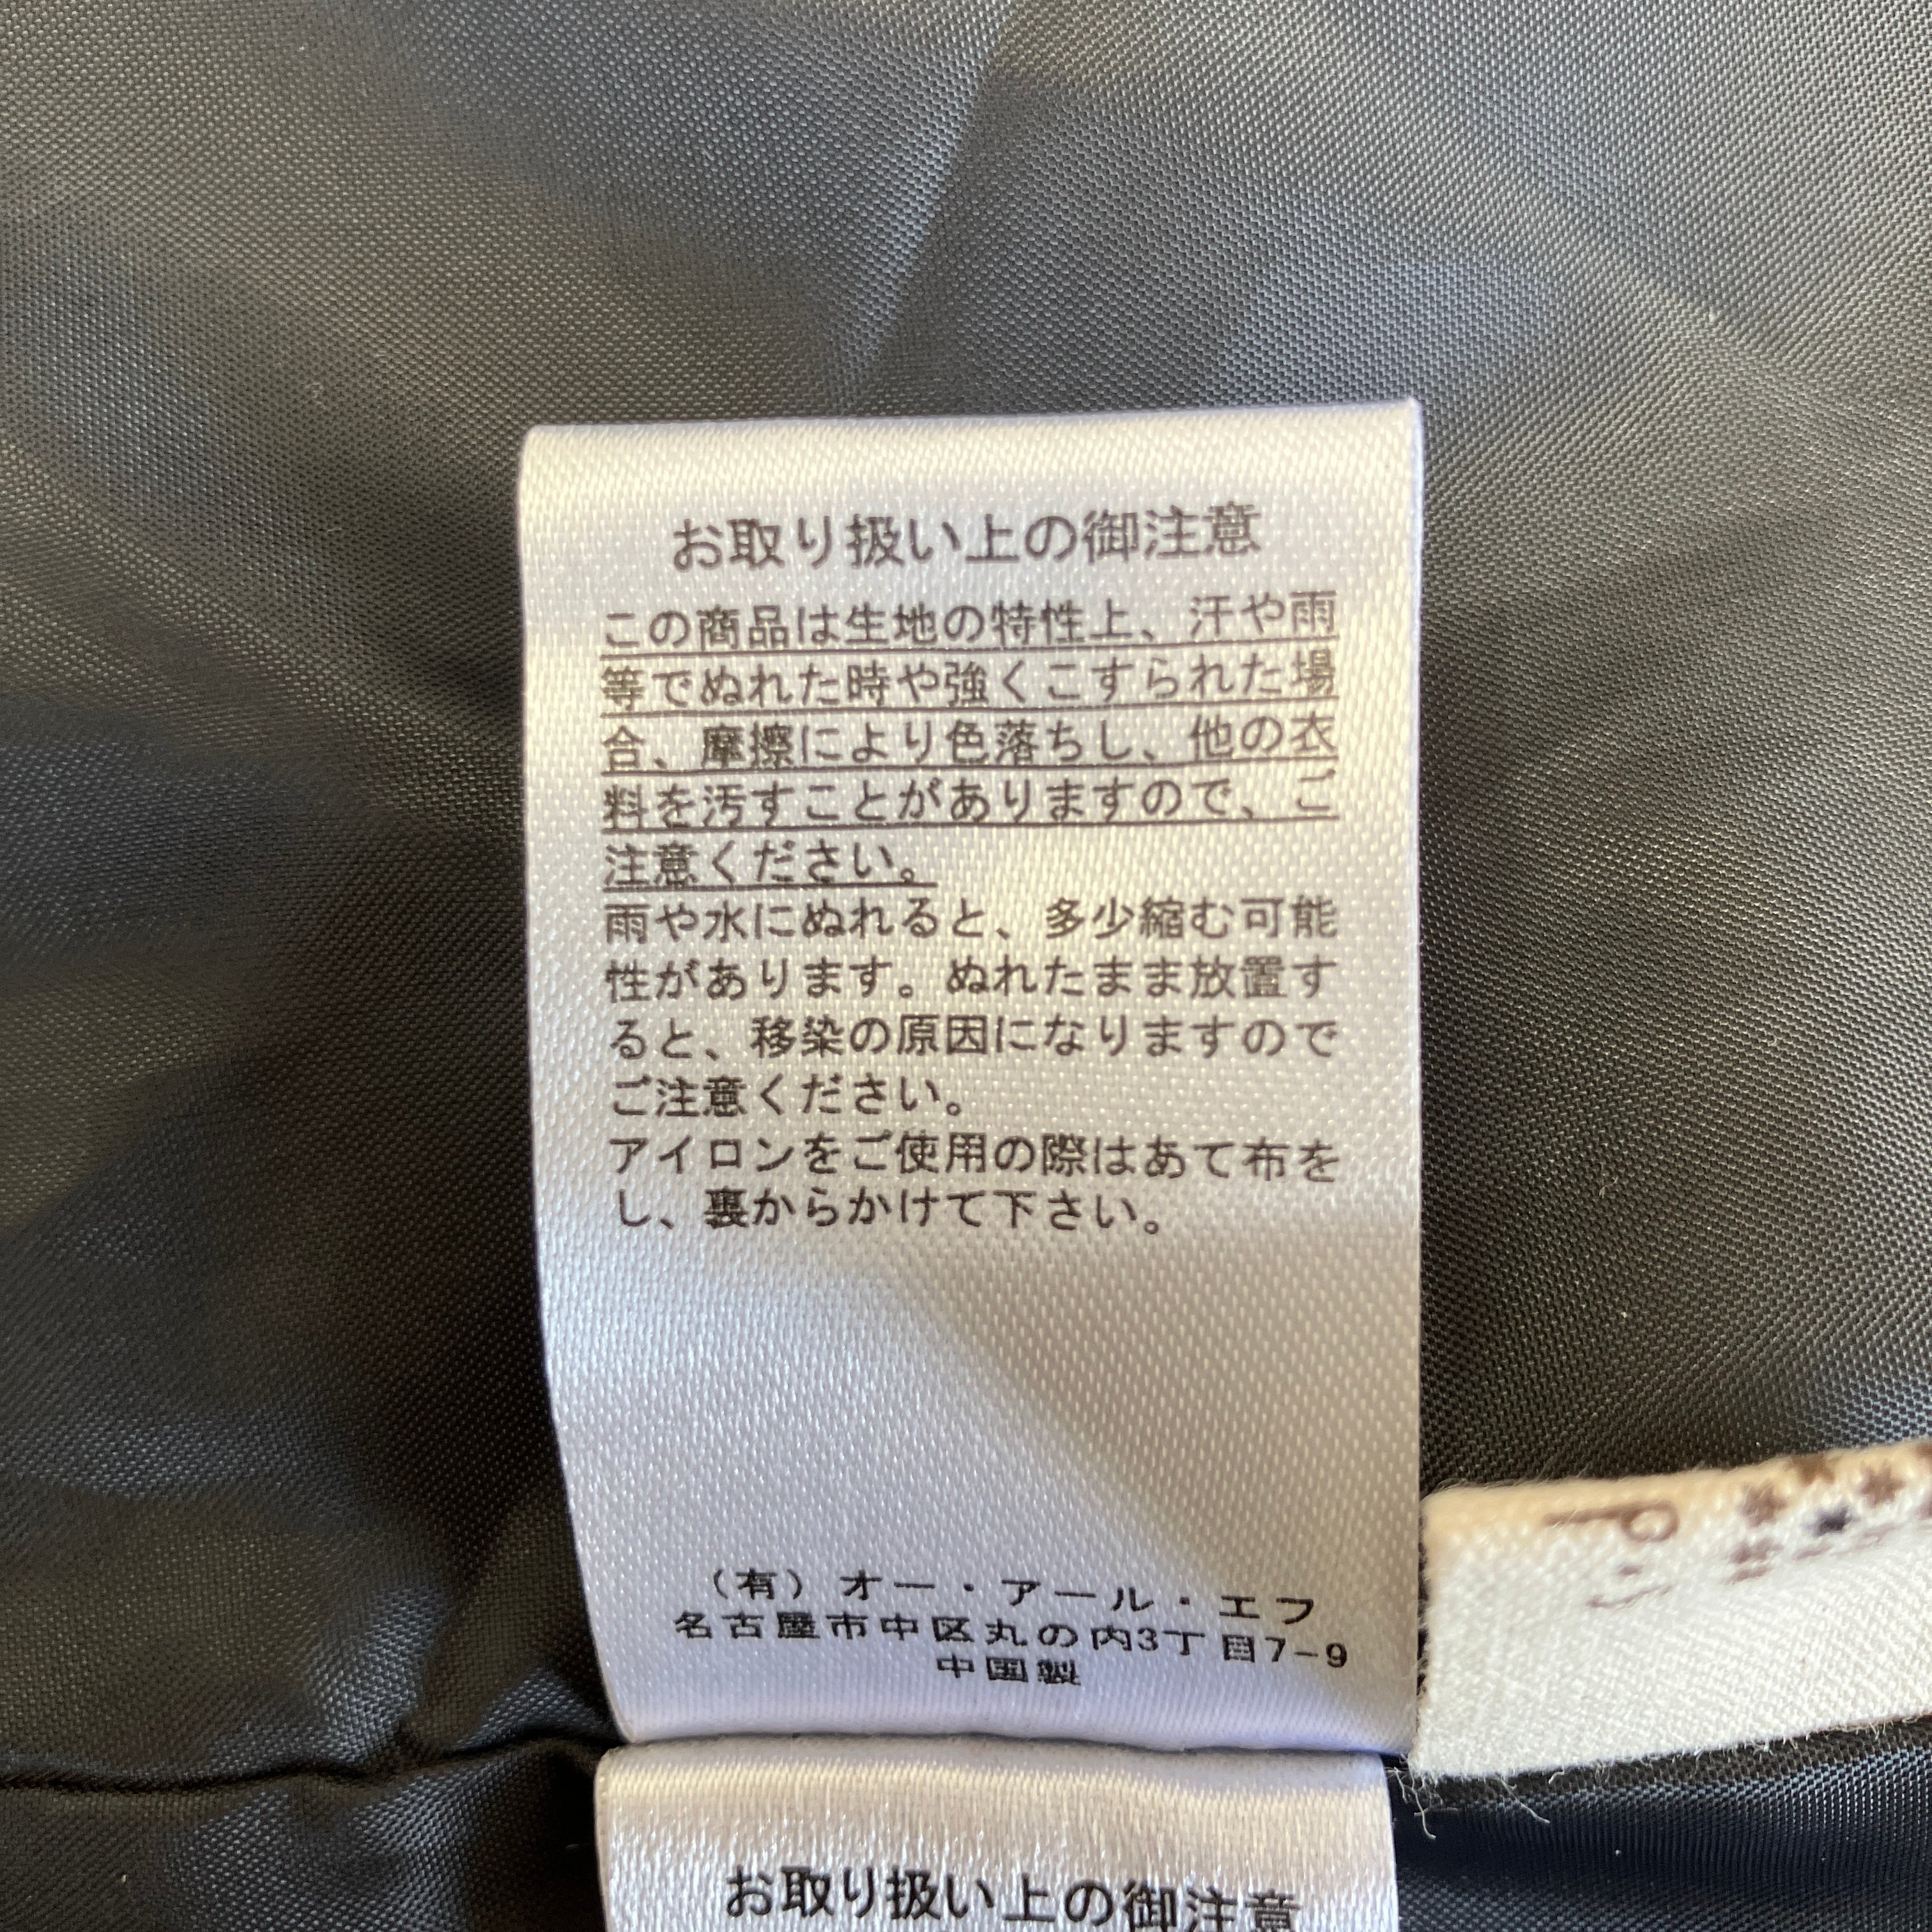 お取り扱い上の御注意
この商品は生地の特性上、汗や雨
等でぬれた時や強くこすられた場
合、摩擦により色落ちし、他の衣
料を汚すことがありますので、ご
注意ください。
雨や水にぬれると、多少縮む可能
性があります。ぬれたまま放置す
ると、移染の原因になりますので
ご注意ください。
アイロンをご使用の際はあて布を
し、裏からかけて下さい。
（有）オー・アール・エフ
名古屋市中区丸の内3丁目7-9
中国製
お取り扱い上の御注意